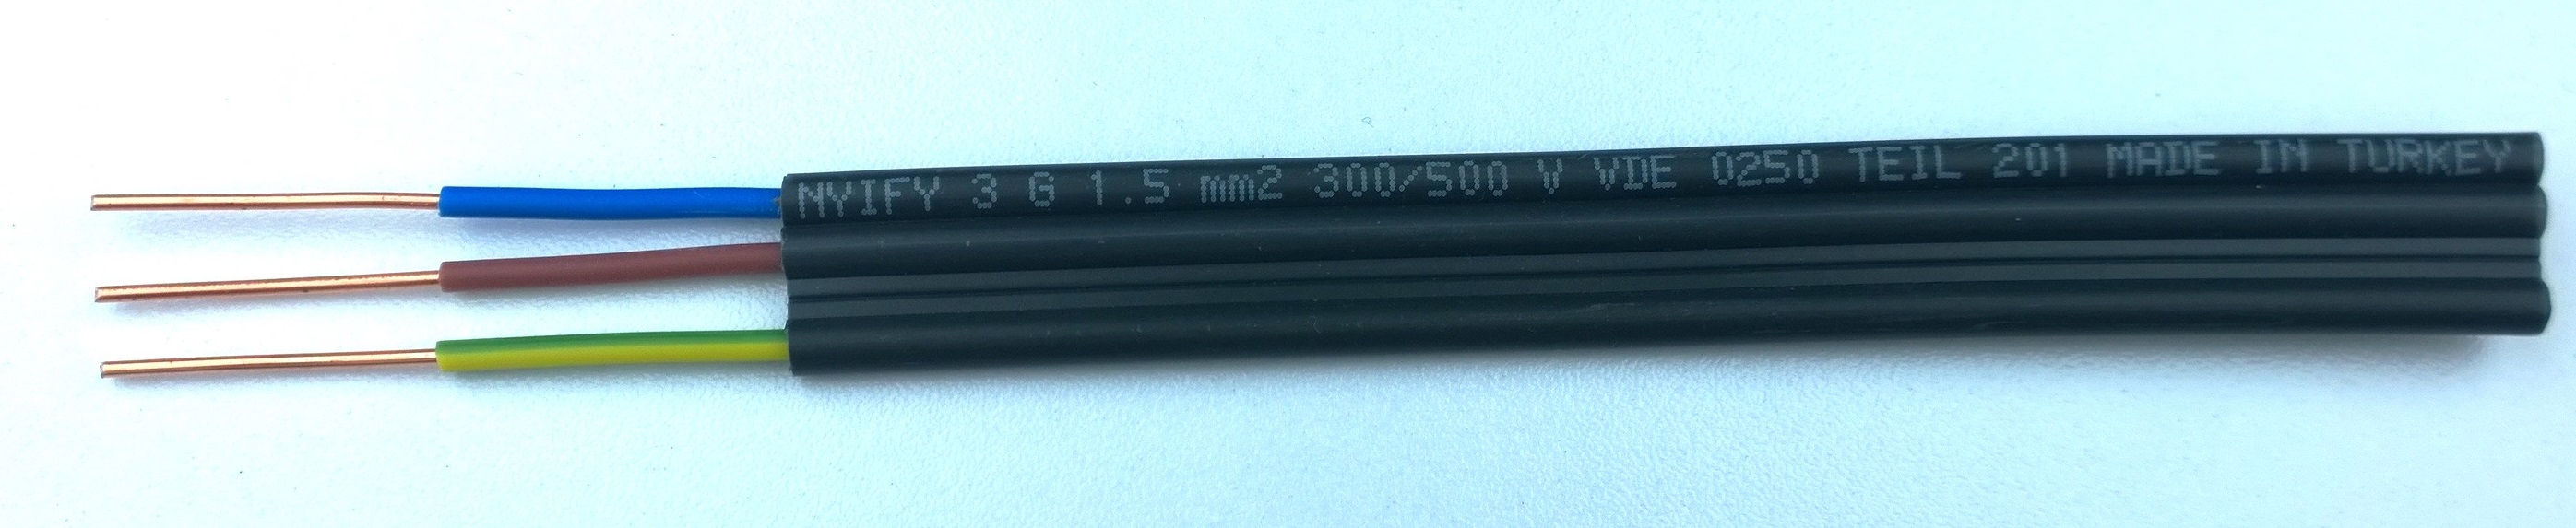 NYIFY 3 G 1.5 mm2 300/500 V VDE 0250 TEIL 201 MADE IN TURKEY